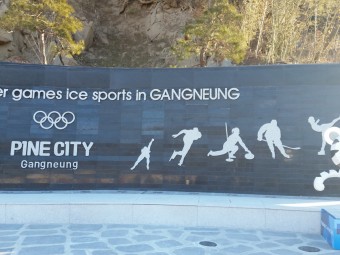 er games ice sports in GANGNEUNG
PINE CITY
Gangneung